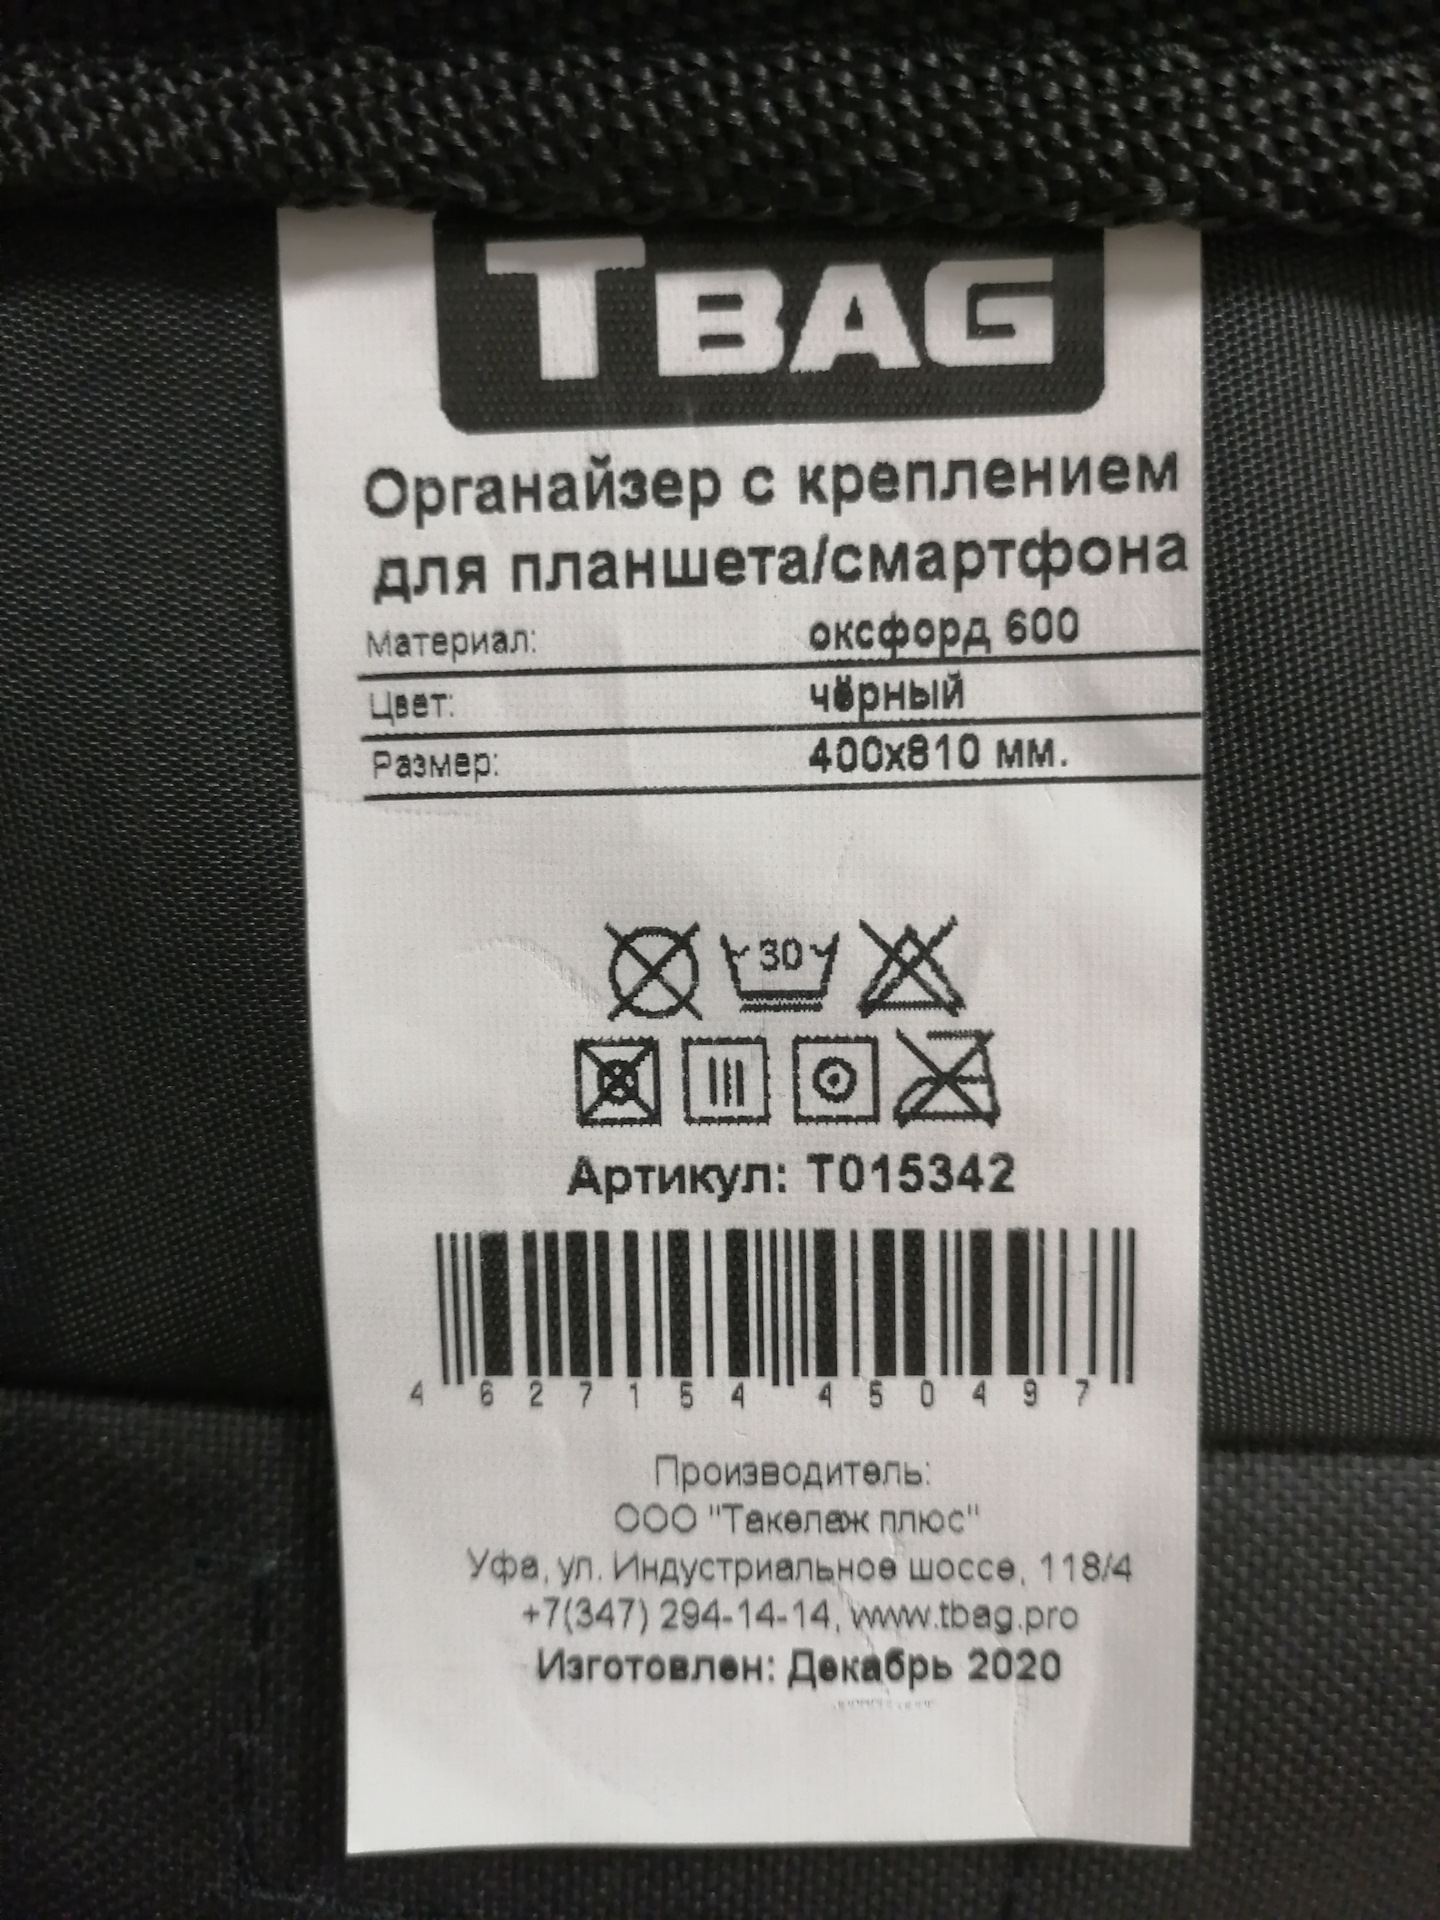 TBAG
Органайзер с креплением
для планшета/смартфона
Материал: оксфорд 600
Цвет: чёрный
Размер: 400х810 мм.
30
Артикул: Т015342
4 627154 450497
Производитель:
ООО "Такелаж плюс"
Уфа, ул. Индустриальное шоссе, 118/4
+7(347) 294-14-14, www.tbag.pro
Изготовлен: Декабрь 2020